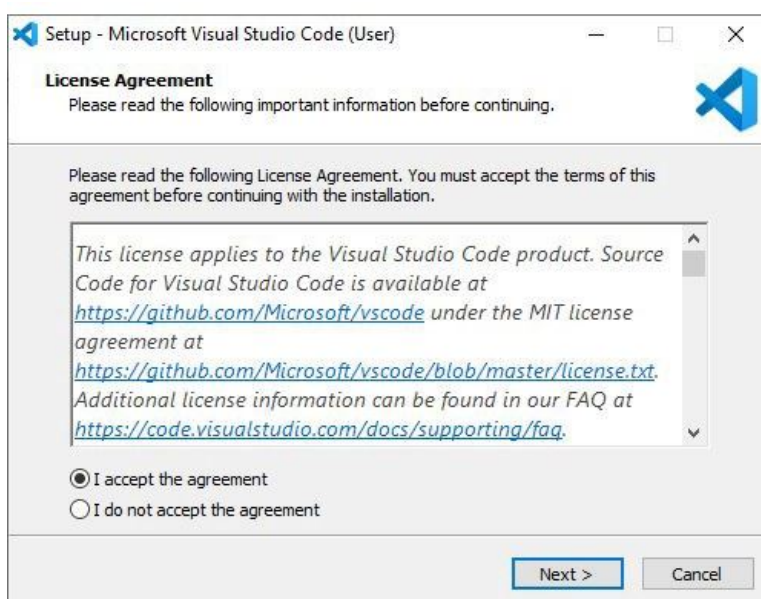 Setup - Microsoft Visual Studio Code (User)
License Agreement
Please read the following important information before continuing.
Please read the following License Agreement. You must accept the terms of this
agreement before continuing with the installation.
This license applies to the Visual Studio Code product. Source
Code for Visual Studio Code is available at
https://github.com/Microsoft/vscode under the MIT license
agreement at
https://github.com/Microsoft/vscode/blob/master/license.txt.
Additional license information can be found in our FAQ at
https://code.visualstudio.com/docs/supporting/faq.
I accept the agreement
I do not accept the agreement
Next >
Cancel